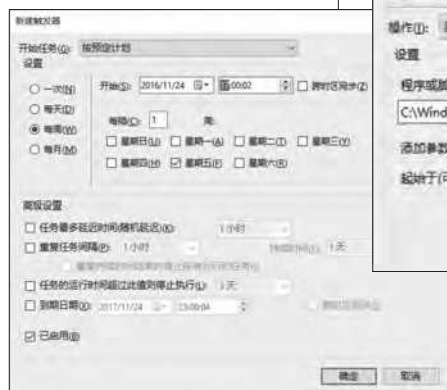 新建触发器
开始任务(G): 按预定计划
设置
一次(N)
每天(D)
每周(W)
每月(M)
开始(S): 2016/11/24 00:02 跨时区同步(Z)
每隔(C): 1 周:
星期日(U) 星期一(A) 星期二(T) 星期三(Y)
星期四(H) 星期五(F) 星期六(R)
高级设置
任务最多延迟时间(随机延迟)(K): 1小时
重复任务间隔(P): 1小时 1天
任务的运行时间超过此值则停止执行(L):
到期日期(X): 2017/11/24
已启用(B)
确定 取消
操作(I):
设置
程序或脚
C:\Wind
添加参数
起始于(可